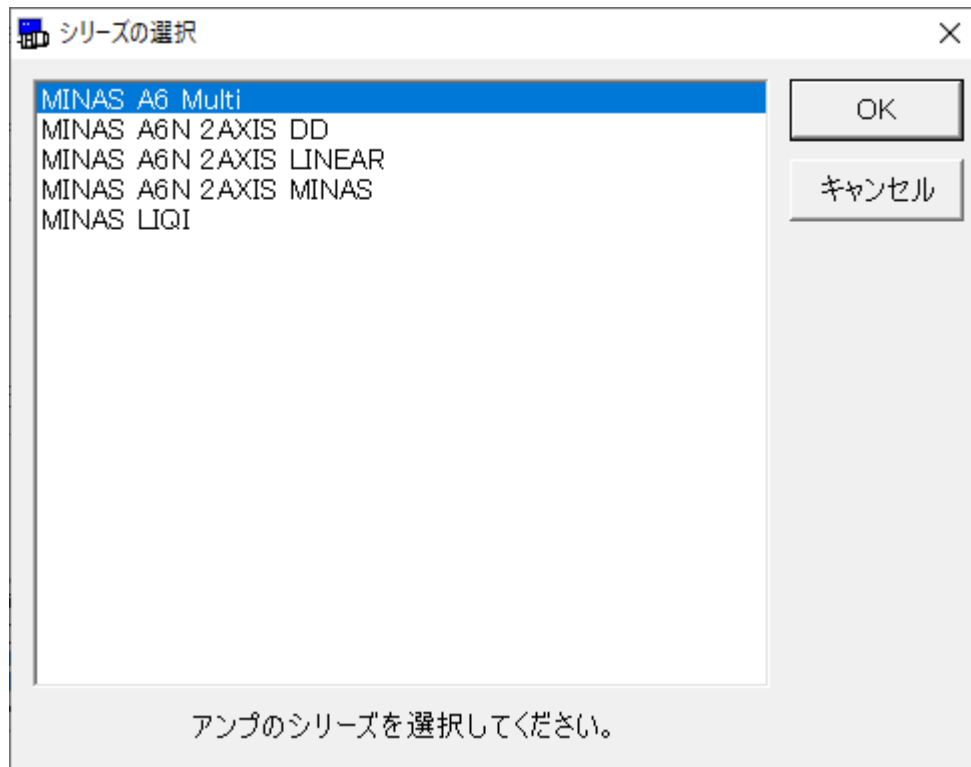 シリーズの選択
MINAS A6 Multi
MINAS A6N 2AXIS DD
MINAS A6N 2AXIS LINEAR
MINAS A6N 2AXIS MINAS
MINAS LIQI
OK
キャンセル
アンプのシリーズを選択してください。